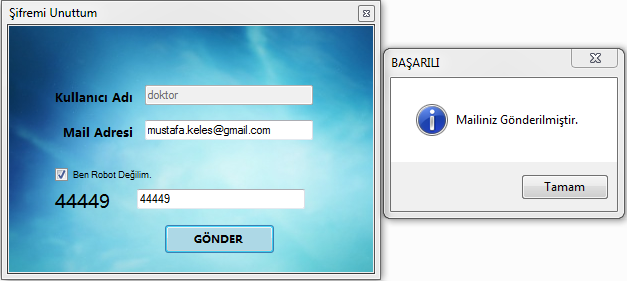 Şifremi Unuttum
Kullanıcı Adı doktor
Mail Adresi mustafa.keles@gmail.com
Ben Robot Değilim.
44449 44449
GÖNDER
BAŞARILI
Mailiniz Gönderilmiştir.
Tamam